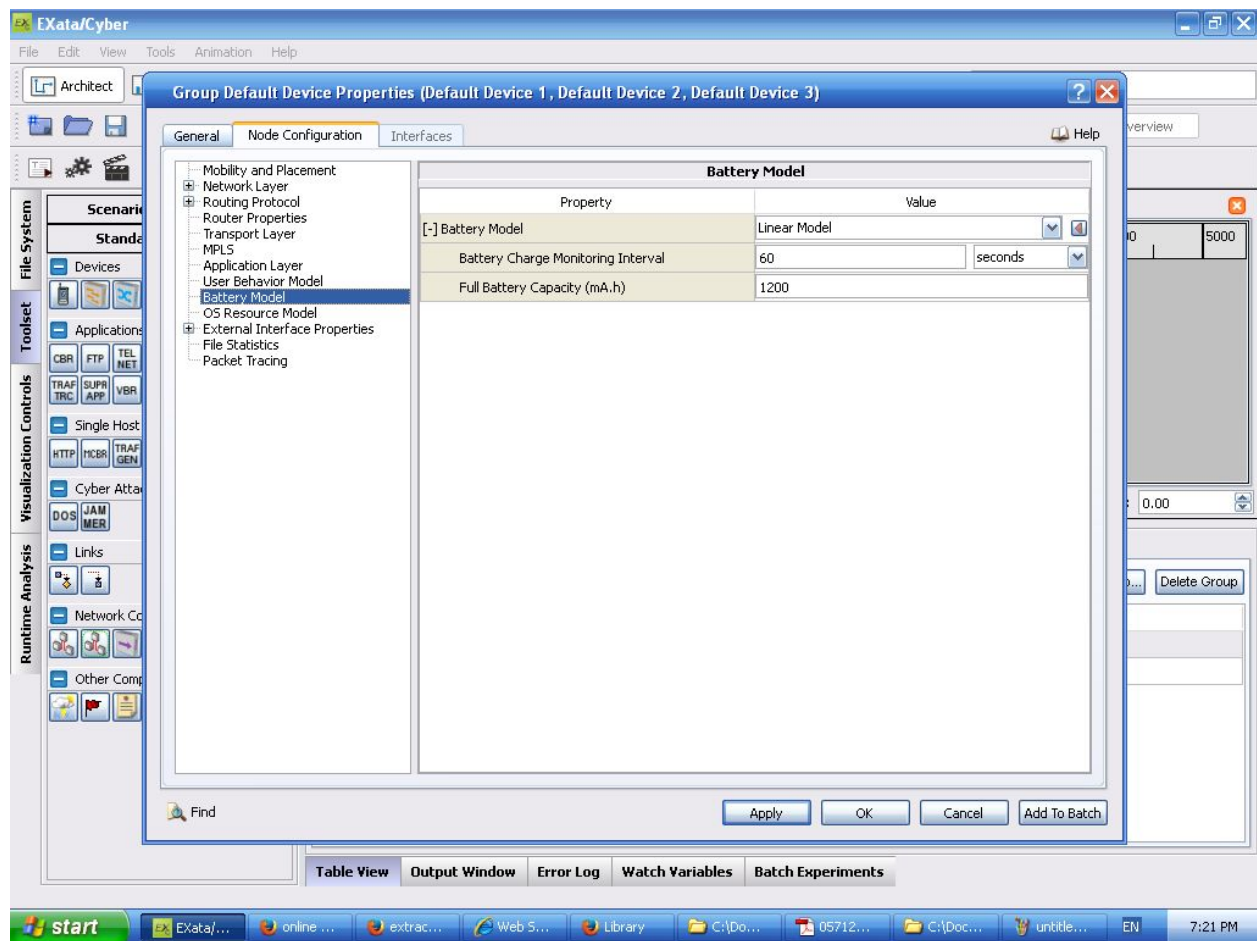 EXata/Cyber
File Edit View Tools Animation Help
Architect
Group Default Device Properties (Default Device 1, Default Device 2, Default Device 3)
General Node Configuration Interfaces Help
Mobility and Placement
Network Layer
Routing Protocol
Router Properties
Transport Layer
MPLS
Application Layer
User Behavior Model
Battery Model
OS Resource Model
External Interface Properties
File Statistics
Packet Tracing
Battery Model
Property Value
[-] Battery Model Linear Model
Battery Charge Monitoring Interval 60 seconds
Full Battery Capacity (mA.h) 1200
Find
Apply OK Cancel Add To Batch
File System
Toolset
Visualization Controls
Runtime Analysis
Scenari
Standa
Devices
Applications
CBR FTP TEL NET
TRAF TRC SUPR APP VBR
Single Host
HTTP MCBR TRAF GEN
Cyber Atta
DOS JAM MER
Links
Network Co
Other Comp
verview
5000
0.00
Delete Group
Table View Output Window Error Log Watch Variables Batch Experiments
start EXata/... online ... extrac... Web S... Library C:\Do... 05712... C:\Doc... untitle... EN 7:21 PM